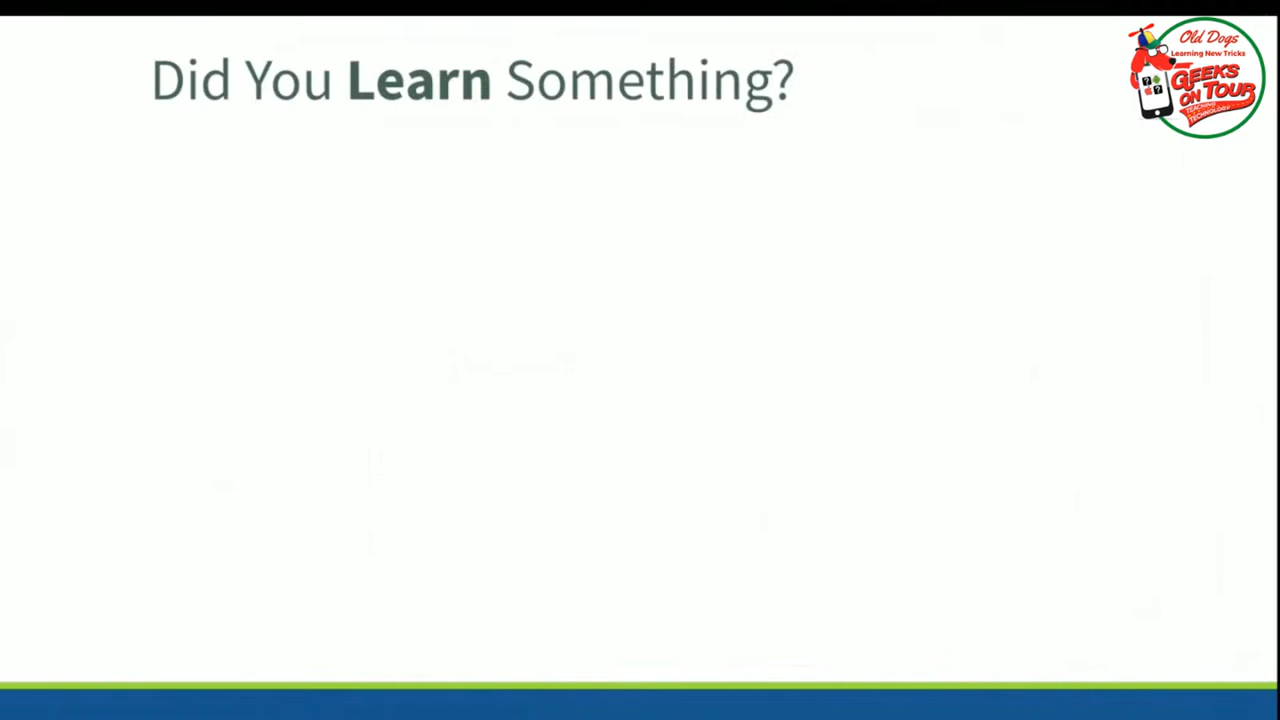 Did You Learn Something?
Old Dogs
Learning New Tricks
GEEKS
ON TOUR
TEACHING
TECHNOLOGY